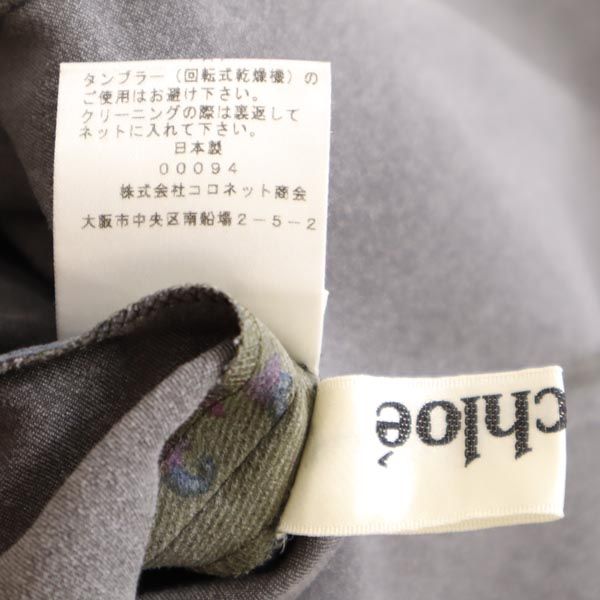 タンブラー（回転式乾燥機）の
ご使用はお避け下さい。
クリーニングの際は裏返して
ネットに入れて下さい。
日本製
00094
株式会社ココネット商会
大阪市中央区南船場2-5-2
chloè